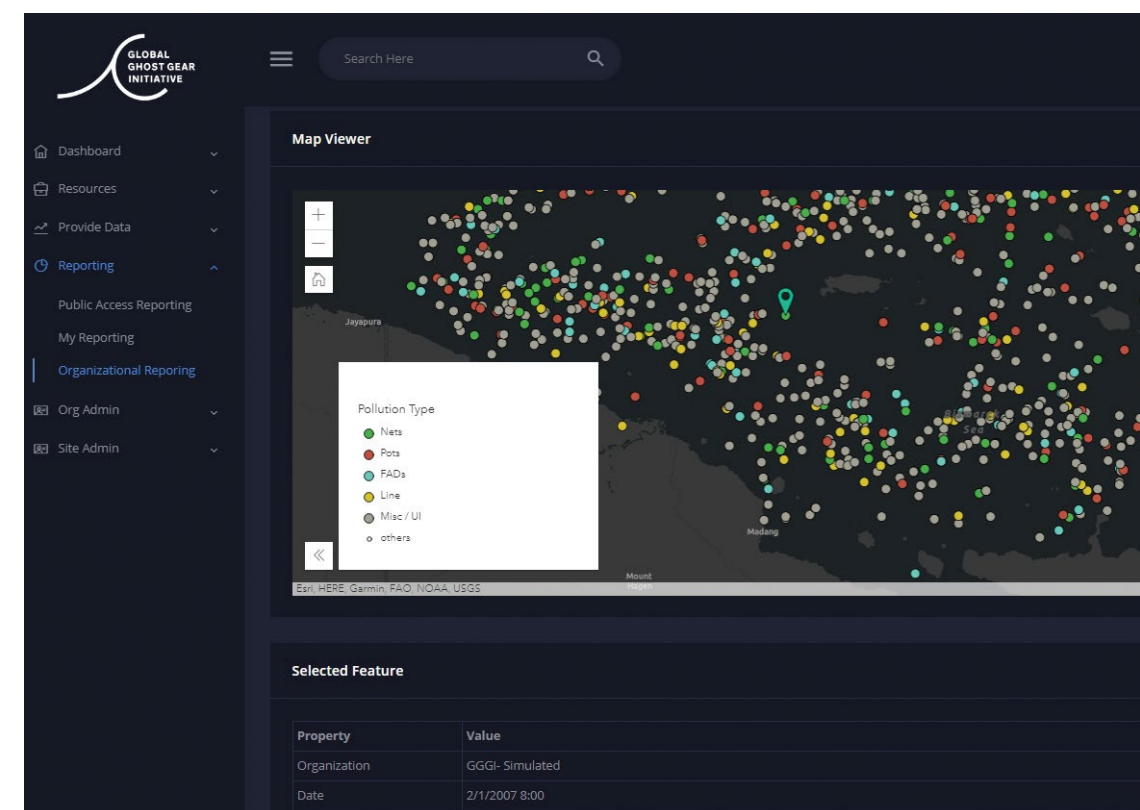 GLOBAL
GHOST GEAR
INITIATIVE
Search Here
Dashboard
Resources
Provide Data
Reporting
Public Access Reporting
My Reporting
Organizational Reporing
Org Admin
Site Admin
Map Viewer
+
−
Jayapura
Bismarck
Sea
Madang
Mount
Hagen
Pollution Type
Nets
Pots
FADs
Line
Misc / UI
others
Esri, HERE, Garmin, FAO, NOAA, USGS
Selected Feature
Property Value
Organization GGGI- Simulated
Date 2/1/2007 8:00